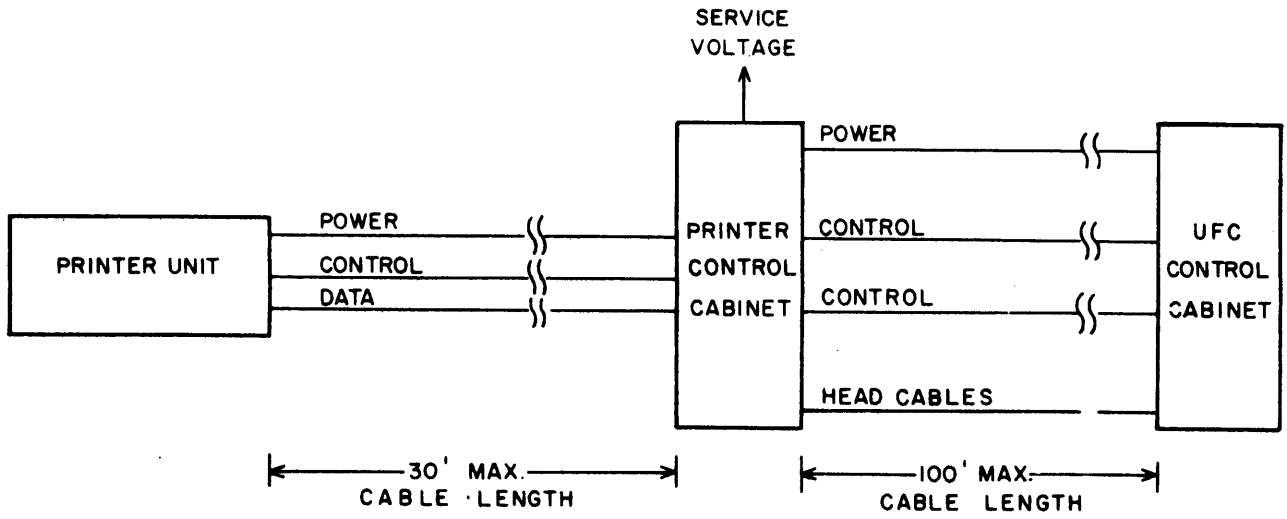 SERVICE
VOLTAGE
POWER
POWER
CONTROL
DATA
PRINTER UNIT
PRINTER
CONTROL
CABINET
CONTROL
CONTROL
HEAD CABLES
UFC
CONTROL
CABINET
30' MAX.
CABLE LENGTH
100' MAX.
CABLE LENGTH